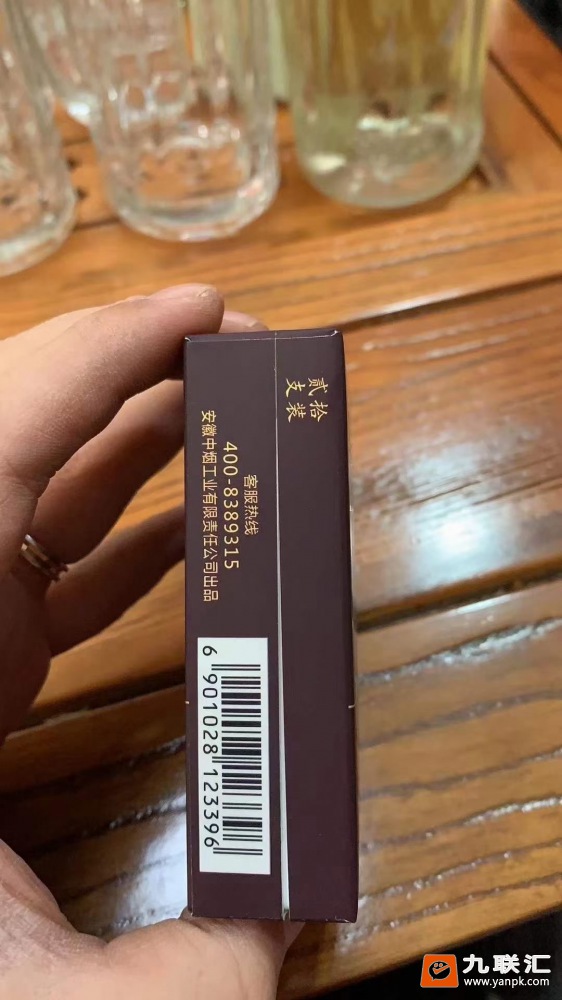 贰拾
支装
客服热线
400-8389315
安徽中烟工业有限责任公司出品
6 901028 123396
九联汇
www.yanpk.com